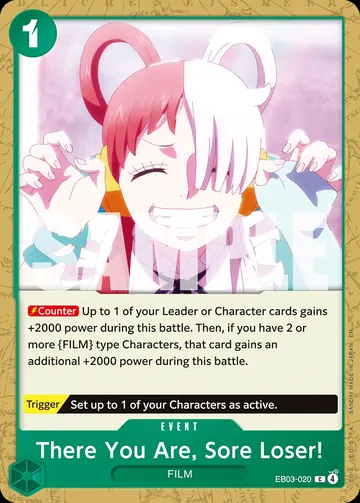 1
SAMPLE
Counter Up to 1 of your Leader or Character cards gains
+2000 power during this battle. Then, if you have 2 or
more {FILM} type Characters, that card gains an
additional +2000 power during this battle.
Trigger Set up to 1 of your Characters as active.
EVENT
There You Are, Sore Loser!
FILM
EB03-020 C 4